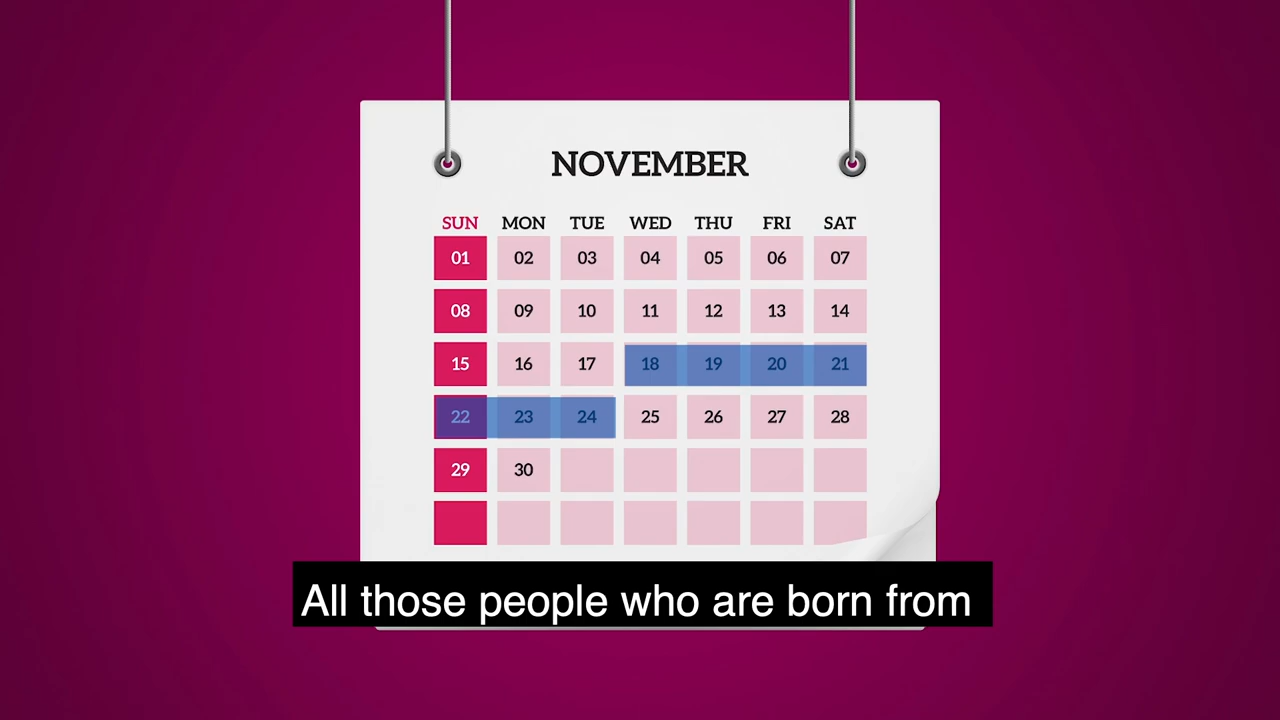 NOVEMBER
SUN MON TUE WED THU FRI SAT
01 02 03 04 05 06 07
08 09 10 11 12 13 14
15 16 17 18 19 20 21
22 23 24 25 26 27 28
29 30
All those people who are born from